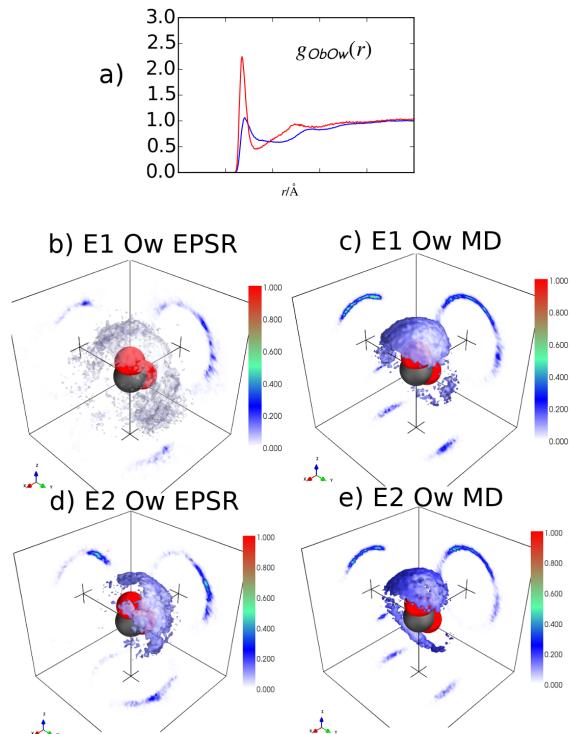 3.0
2.5
2.0
1.5
1.0
0.5
0.0
a)
gObOw(r)
r/Å
b) E1 Ow EPSR
c) E1 Ow MD
1.000
0.800
0.600
0.400
0.200
0.000
1.000
0.800
0.600
0.400
0.200
0.000
X
Y
Z
X
Y
Z
d) E2 Ow EPSR
e) E2 Ow MD
1.000
0.800
0.600
0.400
0.200
0.000
1.000
0.800
0.600
0.400
0.200
0.000
X
Y
Z
X
Y
Z